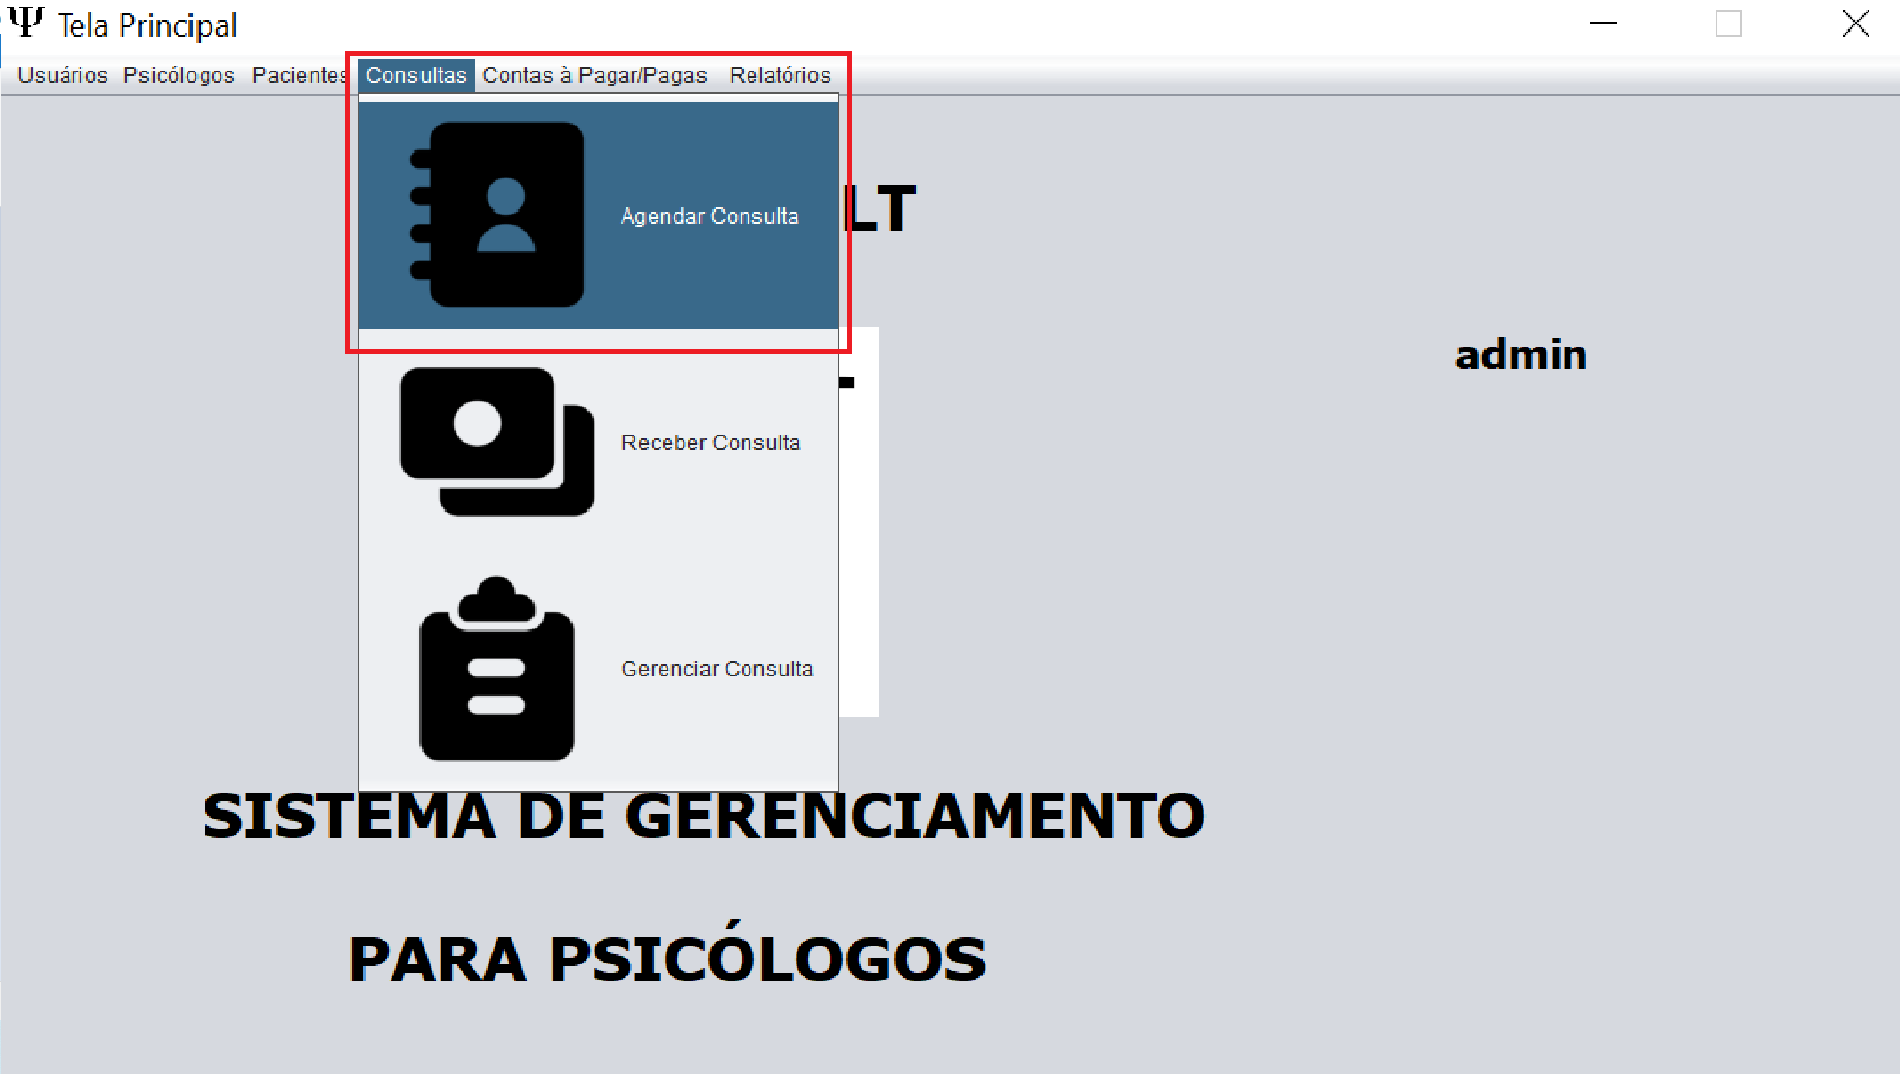 Ψ Tela Principal
Usuários Psicólogos Pacientes Consultas Contas à Pagar/Pagas Relatórios
Agendar Consulta
LT
admin
Receber Consulta
Gerenciar Consulta
SISTEMA DE GERENCIAMENTO
PARA PSICÓLOGOS